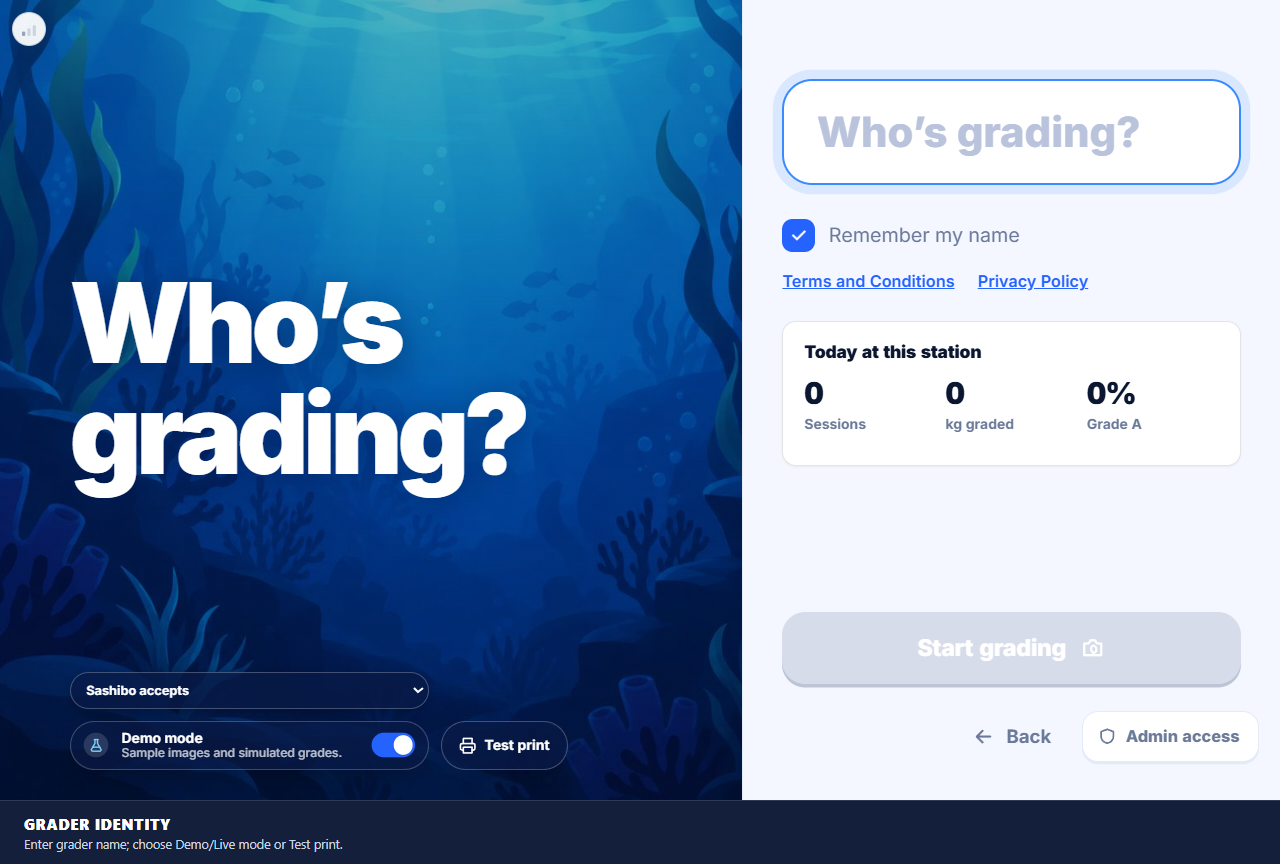 Who’s
grading?
Sashibo accepts
Demo mode
Sample images and simulated grades.
Test print
Who’s grading?
Remember my name
Terms and Conditions Privacy Policy
Today at this station
0 0 0%
Sessions kg graded Grade A
Start grading
Back Admin access
GRADER IDENTITY
Enter grader name; choose Demo/Live mode or Test print.